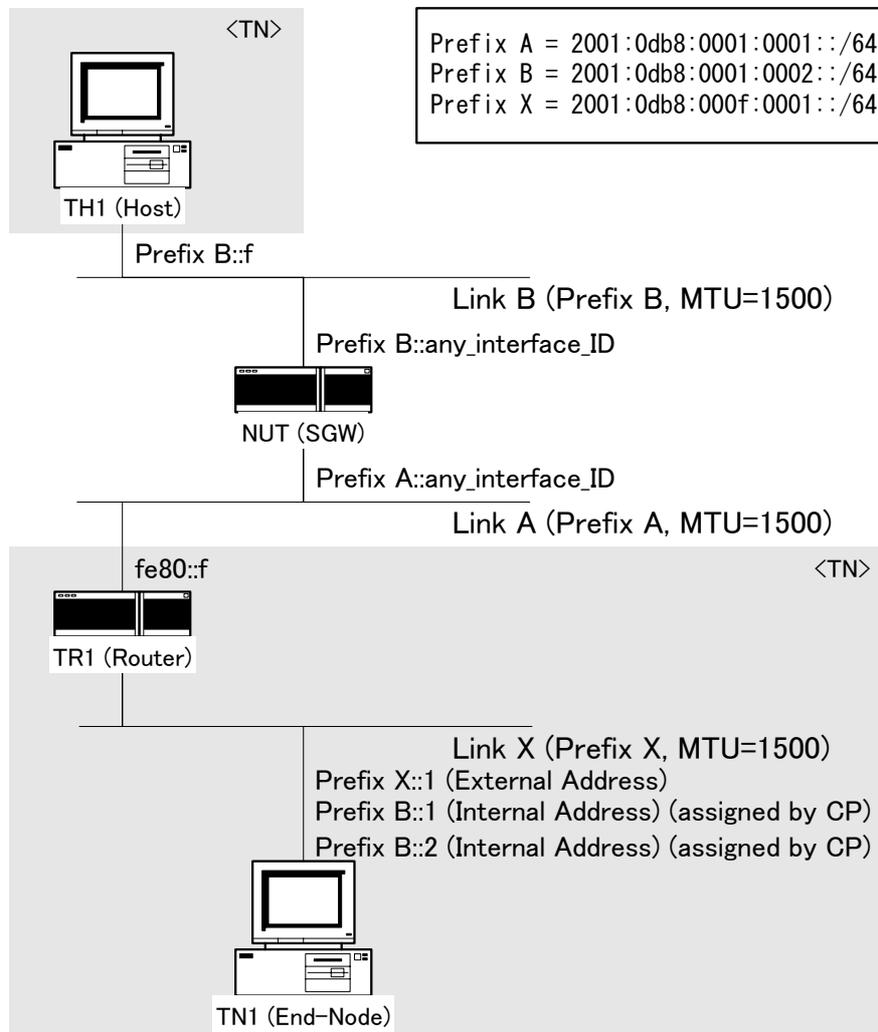 <TN>
Prefix A = 2001:0db8:0001:0001::/64
Prefix B = 2001:0db8:0001:0002::/64
Prefix X = 2001:0db8:000f:0001::/64
TH1 (Host)
Prefix B::f
Link B (Prefix B, MTU=1500)
Prefix B::any_interface_ID
NUT (SGW)
Prefix A::any_interface_ID
Link A (Prefix A, MTU=1500)
fe80::f
<TN>
TR1 (Router)
Link X (Prefix X, MTU=1500)
Prefix X::1 (External Address)
Prefix B::1 (Internal Address) (assigned by CP)
Prefix B::2 (Internal Address) (assigned by CP)
TN1 (End-Node)